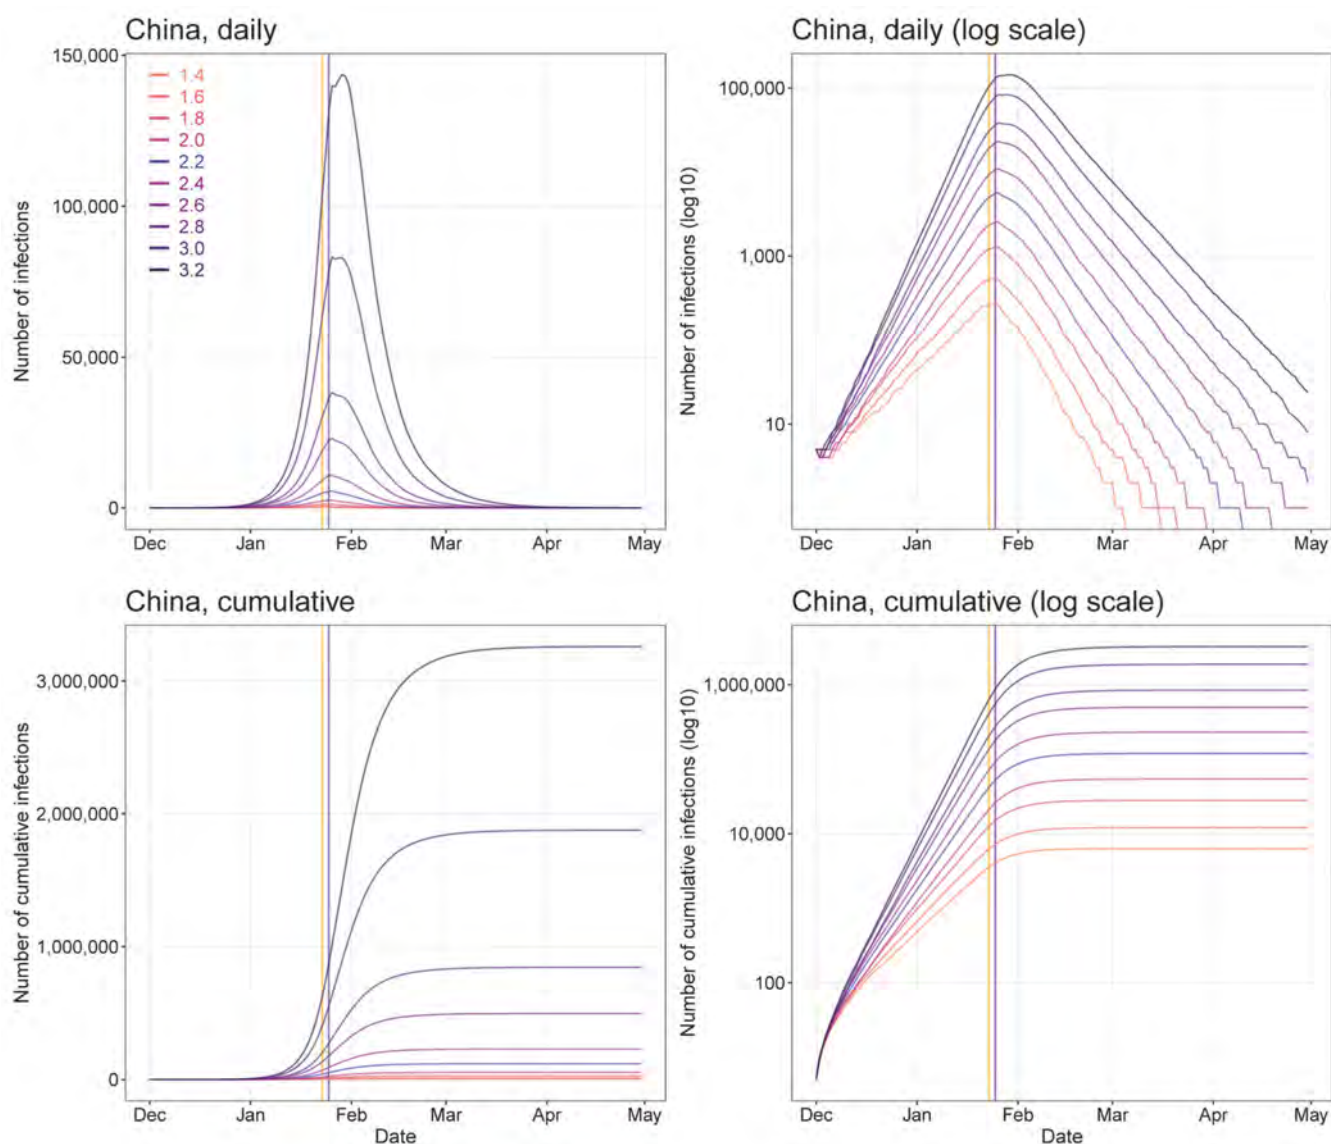 China, daily
Number of infections
150,000
100,000
50,000
0
1.4
1.6
1.8
2.0
2.2
2.4
2.6
2.8
3.0
3.2
Dec Jan Feb Mar Apr May
China, daily (log scale)
Number of infections (log10)
100,000
1,000
10
Dec Jan Feb Mar Apr May
China, cumulative
Number of cumulative infections
3,000,000
2,000,000
1,000,000
0
Dec Jan Feb Mar Apr May
Date
China, cumulative (log scale)
Number of cumulative infections (log10)
1,000,000
10,000
100
Dec Jan Feb Mar Apr May
Date